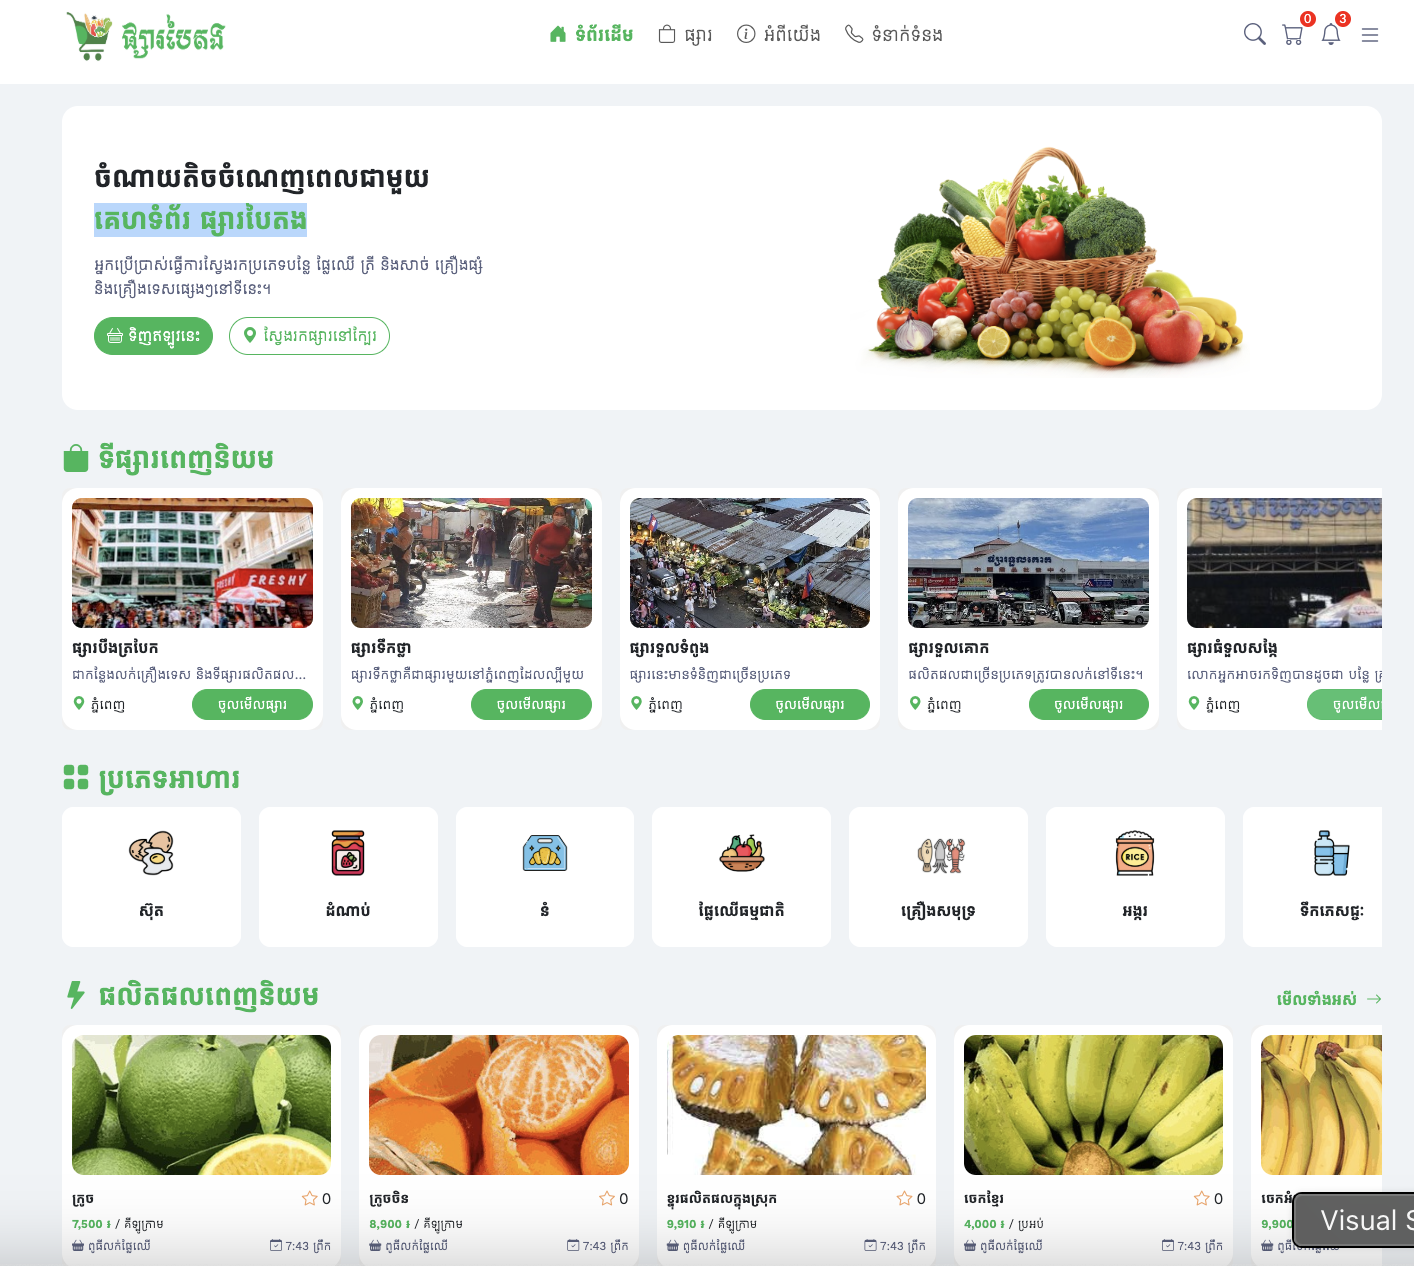 ផ្សារបៃតង
ទំព័រដើម ផ្សារ អំពីយើង ទំនាក់ទំនង 0 3
ចំណាយតិចចំណេញពេលជាមួយ
គេហទំព័រ ផ្សារបៃតង
អ្នកប្រើប្រាស់ធ្វើការស្វែងរកប្រភេទបន្លែ ផ្លែឈើ ត្រី និងសាច់ គ្រឿងផ្សំ
និងគ្រឿងទេសផ្សេងៗនៅទីនេះ។
ទិញឥឡូវនេះ ស្វែងរកផ្សារនៅក្បែរ
ទីផ្សារពេញនិយម
FRESHY FRESHY
ផ្សារដេលកោក
ផ្សារបឹងត្របែក ផ្សារទឹកថ្លា ផ្សារទួលទំពូង ផ្សារទួលគោក ផ្សារធំទួលសង្កែ
ជាកន្លែងលក់គ្រឿងទេស និងទីផ្សារផលិតផល... ផ្សារទឹកថ្លាគឺជាផ្សារមួយនៅភ្នំពេញដែលល្បីមួយ ផ្សារនេះមានទំនិញជាច្រើនប្រភេទ ផលិតផលជាច្រើនប្រភេទត្រូវបានលក់នៅទីនេះ។ លោកអ្នកអាចរកទិញបានដូចជា បន្លែ
ភ្នំពេញ ចូលមើលផ្សារ ភ្នំពេញ ចូលមើលផ្សារ ភ្នំពេញ ចូលមើលផ្សារ ភ្នំពេញ ចូលមើលផ្សារ ភ្នំពេញ ចូលមើល
ប្រភេទអាហារ
RICE
ស៊ុត ដំណាប់ នំ ផ្លែឈើធម្មជាតិ គ្រឿងសមុទ្រ អង្ករ ទឹកភេសជ្ជៈ
ផលិតផលពេញនិយម មើលទាំងអស់
ក្រូច 0 ក្រូចចិន 0 ខ្នុរផលិតផលក្នុងស្រុក 0 ចេកខ្មែរ 0 ចេកអំ
7,500 ៛ / គីឡូក្រាម 8,900 ៛ / គីឡូក្រាម 9,910 ៛ / គីឡូក្រាម 4,000 ៛ / ប្រអប់ 9,900
ពូធីលក់ផ្លែឈើ 7:43 ព្រឹក ពូធីលក់ផ្លែឈើ 7:43 ព្រឹក ពូធីលក់ផ្លែឈើ 7:43 ព្រឹក ពូធីលក់ផ្លែឈើ 7:43 ព្រឹក
Visual S